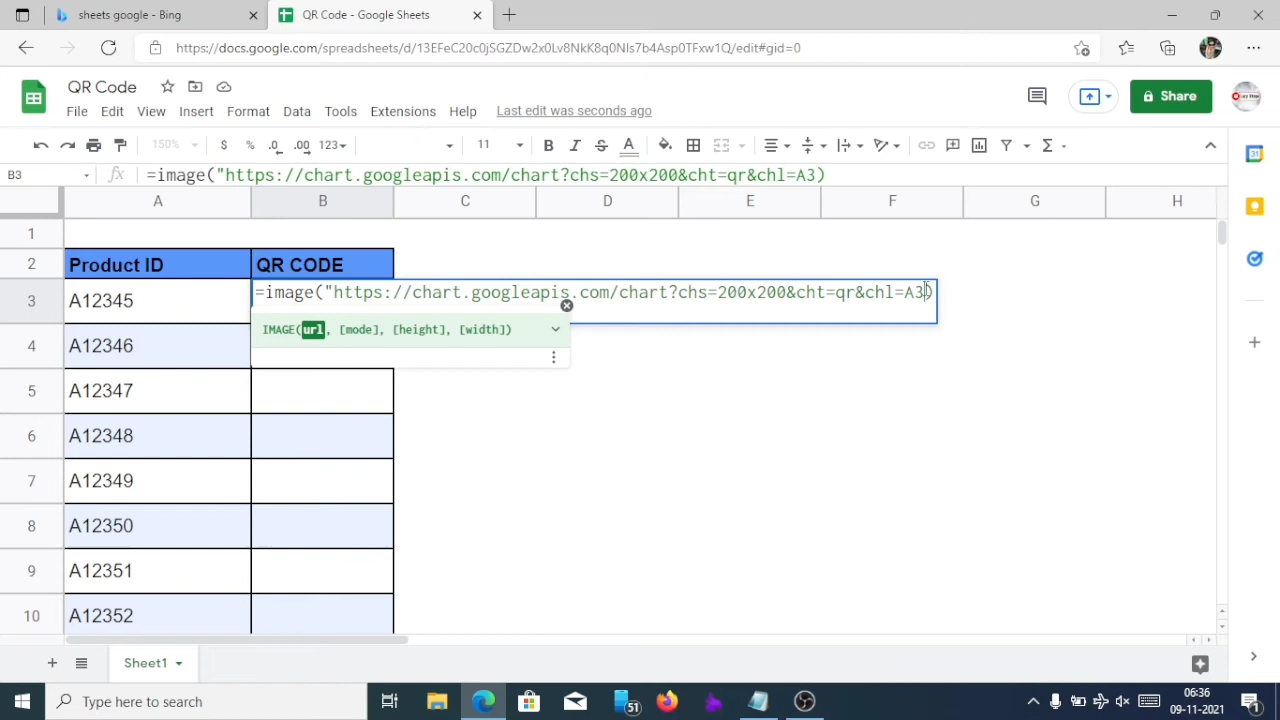 sheets google - Bing
QR Code - Google Sheets
https://docs.google.com/spreadsheets/d/13EFeC20c0jSGZDw2x0Lv8NkK8q0NIs7b4Asp0TFxw1Q/edit#gid=0
QR Code
File Edit View Insert Format Data Tools Extensions Help Last edit was seconds ago
Share
150% $ % .0 .00 123 11 B I S A
B3 fx =image("https://chart.googleapis.com/chart?chs=200x200&cht=qr&chl=A3)
A B C D E F G H
1
2 Product ID QR CODE
3 A12345 =image("https://chart.googleapis.com/chart?chs=200x200&cht=qr&chl=A3)
IMAGE(url, [mode], [height], [width])
4 A12346
5 A12347
6 A12348
7 A12349
8 A12350
9 A12351
10 A12352
Sheet1
Type here to search
51
06:36
09-11-2021
1